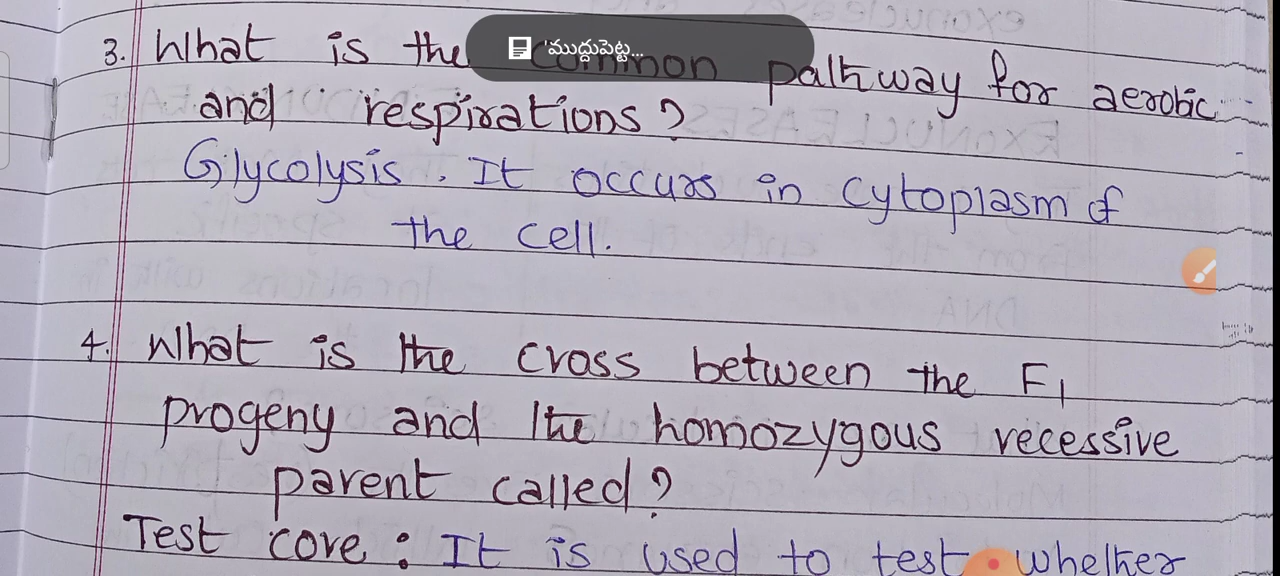 3. What is the common pathway for aerobic
and respirations?
Glycolysis. It occurs in cytoplasm of
the cell.
4. What is the cross between the F1
progeny and the homozygous recessive
parent called?
Test core : It is used to test whether
ముద్దుపెట్ట...